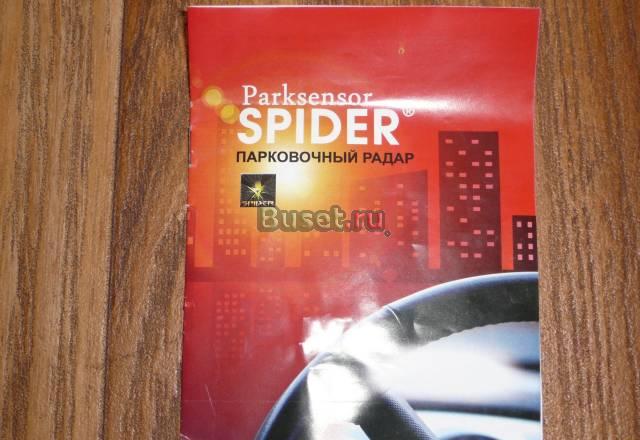 Parksensor
SPIDER®
ПАРКОВОЧНЫЙ РАДАР
SPIDER
Buset.ru